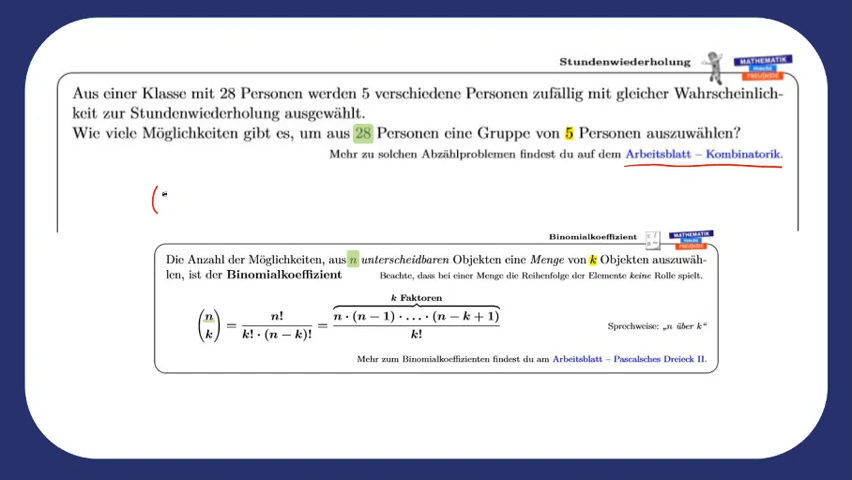 Stundenwiederholung
MATHEMATIK
macht
FREU(N)DE
Aus einer Klasse mit 28 Personen werden 5 verschiedene Personen zufällig mit gleicher Wahrscheinlich-
keit zur Stundenwiederholung ausgewählt.
Wie viele Möglichkeiten gibt es, um aus 28 Personen eine Gruppe von 5 Personen auszuwählen?
Mehr zu solchen Abzählproblemen findest du auf dem Arbeitsblatt – Kombinatorik.
(
Binomialkoeffizient
MATHEMATIK
macht
FREU(N)DE
Die Anzahl der Möglichkeiten, aus n unterscheidbaren Objekten eine Menge von k Objekten auszuwäh-
len, ist der Binomialkoeffizient Beachte, dass bei einer Menge die Reihenfolge der Elemente keine Rolle spielt.
k Faktoren
(n k) = n! / k! · (n − k)! = n · (n − 1) · … · (n − k + 1) / k!
Sprechweise: „n über k“
Mehr zum Binomialkoeffizienten findest du am Arbeitsblatt – Pascalsches Dreieck II.